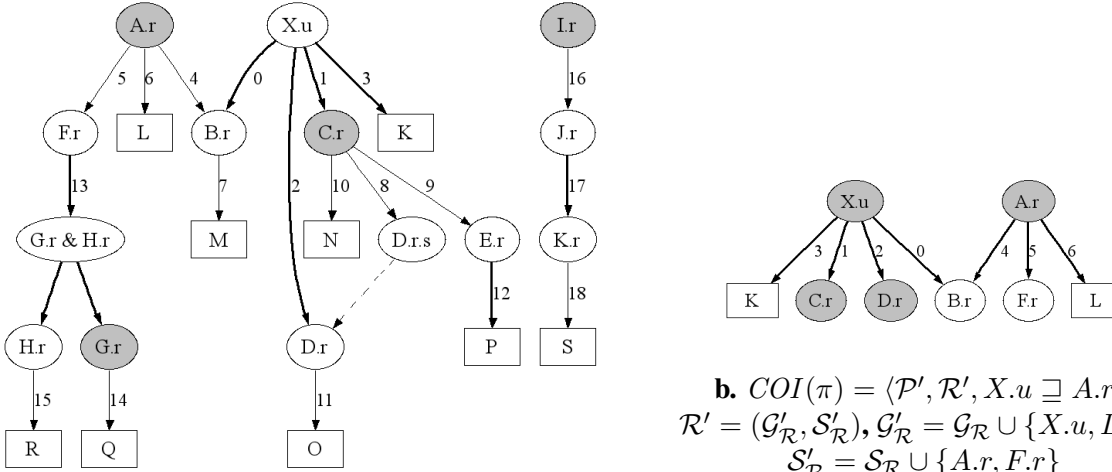 A.r X.u I.r
5 6 4 0 1 3 16
F.r L B.r C.r K J.r
13 7 2 10 8 9 17
G.r & H.r M N D.r.s E.r K.r
12 18
H.r G.r D.r P S
15 14 11
R Q O
X.u A.r
3 1 2 0 4 5 6
K C.r D.r B.r F.r L
b. COI(π) = ⟨𝒫′, ℛ′, X.u ⊒ A.r
ℛ′ = (𝒢′ℛ, 𝒮′ℛ), 𝒢′ℛ = 𝒢ℛ ∪ {X.u,
𝒮′ℛ = 𝒮ℛ ∪ {A.r, F.r}